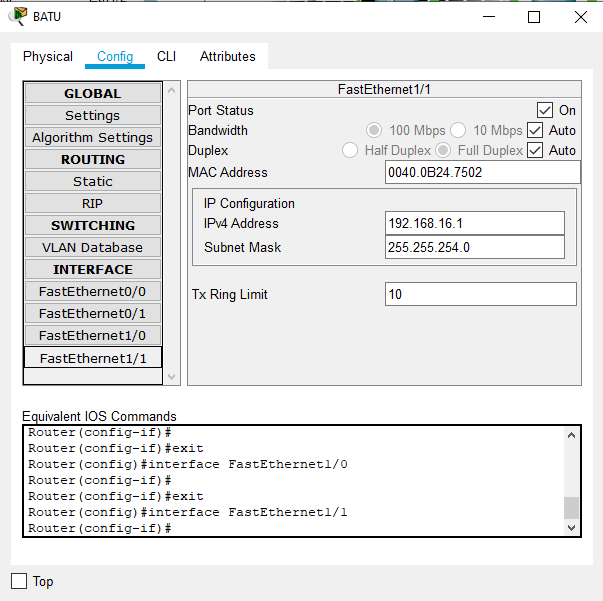 BATU
Physical Config CLI Attributes
GLOBAL
Settings
Algorithm Settings
ROUTING
Static
RIP
SWITCHING
VLAN Database
INTERFACE
FastEthernet0/0
FastEthernet0/1
FastEthernet1/0
FastEthernet1/1
FastEthernet1/1
Port Status On
Bandwidth 100 Mbps 10 Mbps Auto
Duplex Half Duplex Full Duplex Auto
MAC Address 0040.0B24.7502
IP Configuration
IPv4 Address 192.168.16.1
Subnet Mask 255.255.254.0
Tx Ring Limit 10
Equivalent IOS Commands
Router(config-if)#
Router(config-if)#exit
Router(config)#interface FastEthernet1/0
Router(config-if)#
Router(config-if)#exit
Router(config)#interface FastEthernet1/1
Router(config-if)#
Top